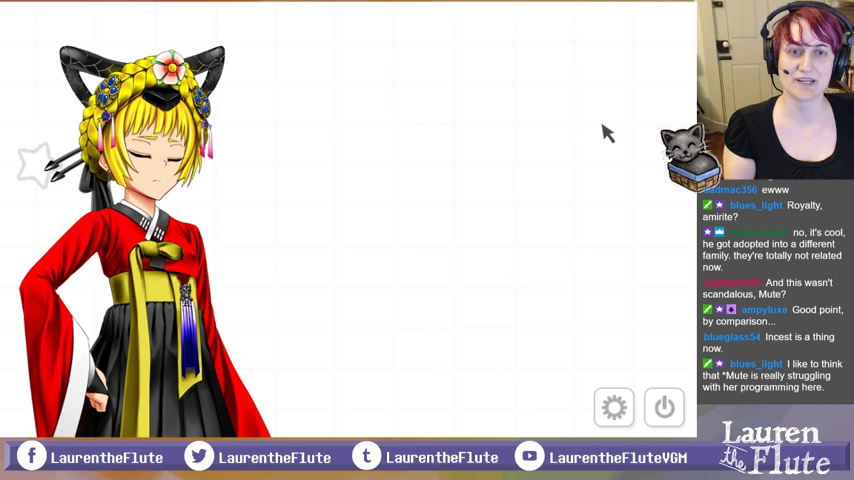 badmac356 ewww
blues_light Royalty,
amirite?
no, it's cool,
he got adopted into a different
family. they're totally not related
now.
And this wasn't
scandalous, Mute?
ampyluxe Good point,
by comparison...
blueglass54 Incest is a thing
now.
blues_light I like to think
that *Mute is really struggling
with her programming here.
Lauren
the Flute
LaurentheFlute
LaurentheFlute
LaurentheFlute
LaurentheFluteVGM